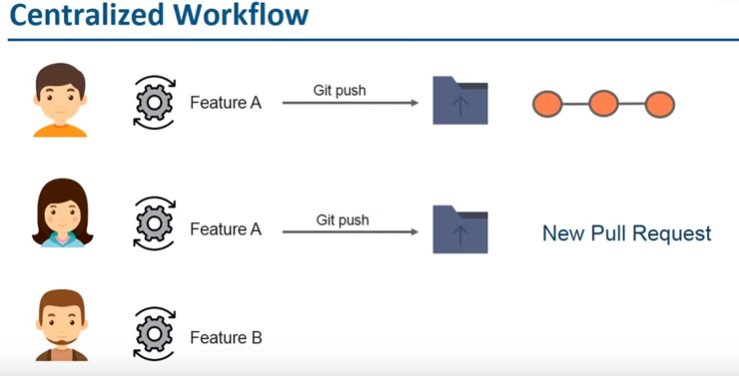 Centralized Workflow
Feature A
Git push
Feature A
Git push
New Pull Request
Feature B